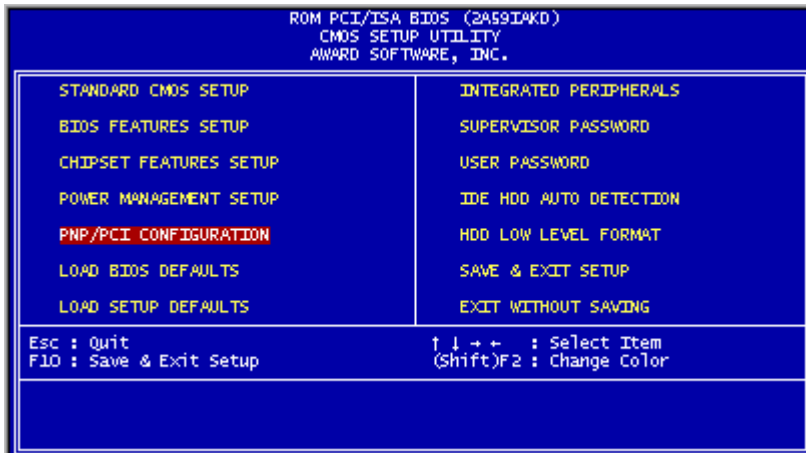 ROM PCI/ISA BIOS (2A59IAKD)
CMOS SETUP UTILITY
AWARD SOFTWARE, INC.
STANDARD CMOS SETUP
BIOS FEATURES SETUP
CHIPSET FEATURES SETUP
POWER MANAGEMENT SETUP
PNP/PCI CONFIGURATION
LOAD BIOS DEFAULTS
LOAD SETUP DEFAULTS
INTEGRATED PERIPHERALS
SUPERVISOR PASSWORD
USER PASSWORD
IDE HDD AUTO DETECTION
HDD LOW LEVEL FORMAT
SAVE & EXIT SETUP
EXIT WITHOUT SAVING
Esc : Quit
F10 : Save & Exit Setup
↑ ↓ → ← : Select Item
(Shift)F2 : Change Color